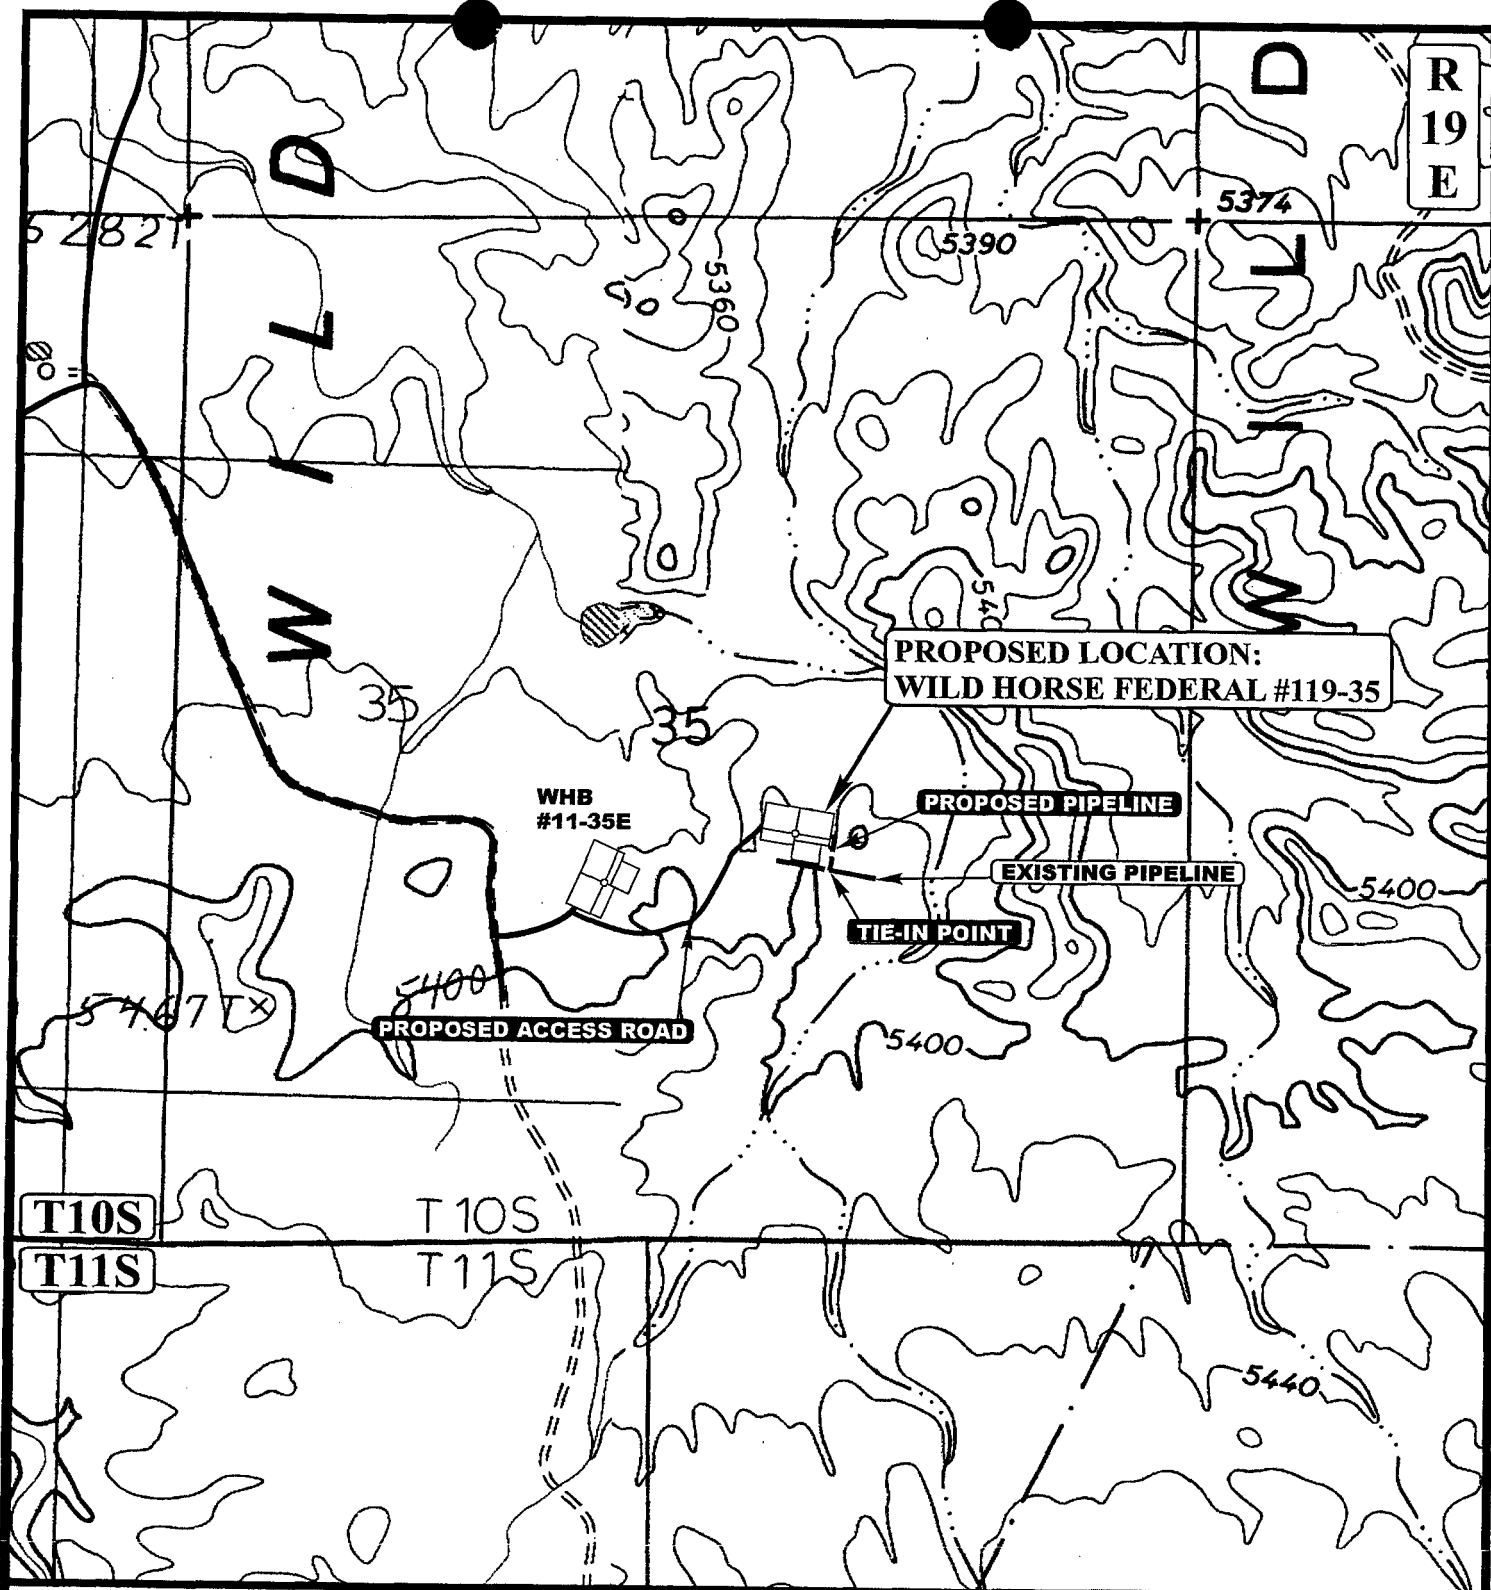 R
19
E
W I L D
W I L D
5374
5390
5282T
5360
540
PROPOSED LOCATION:
WILD HORSE FEDERAL #119-35
35
35
WHB
#11-35E
PROPOSED PIPELINE
EXISTING PIPELINE
5400
TIE-IN POINT
5400
5467T×
PROPOSED ACCESS ROAD
5400
T10S
T10S
T11S
T11S
5440